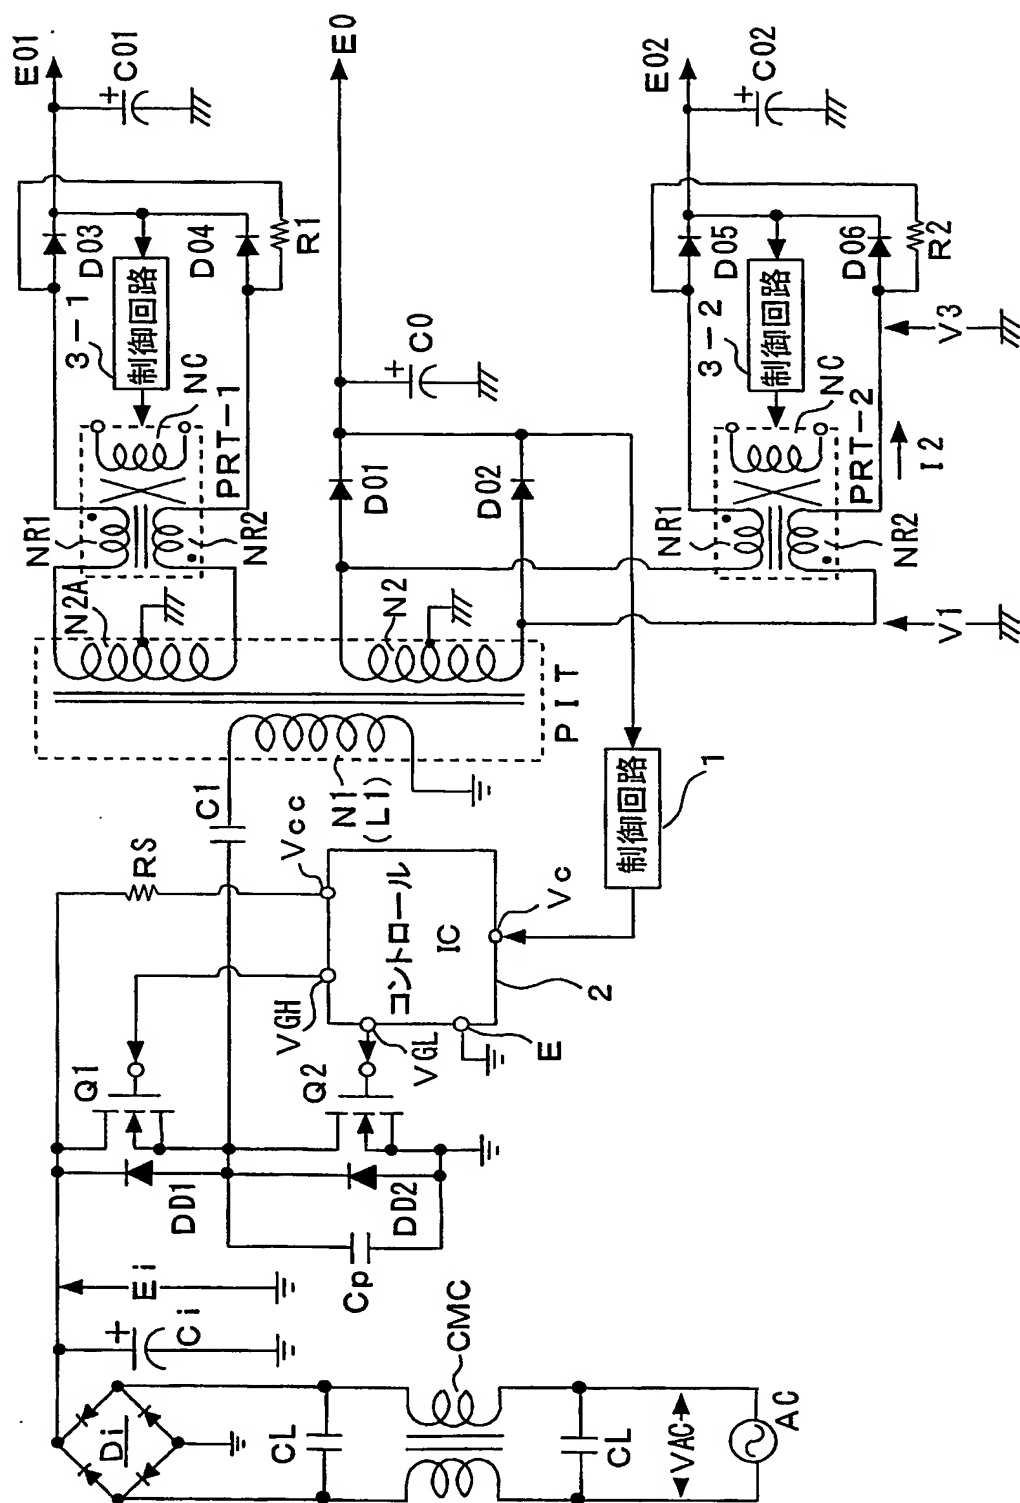 AC
VAC
CL
CMC
CL
Di
Ci
Ei
Cp
DD1
DD2
Q1
Q2
VGH
VGL
E
2
コントロール
IC
Vcc
Vc
RS
C1
N1
(L1)
PIT
N2A
N2
制御回路
1
NR1
NR2
PRT-1
NC
3-1
制御回路
D03
D04
R1
E01
C01
D01
D02
C0
E0
NR1
NR2
PRT-2
NC
3-2
制御回路
D05
D06
R2
E02
C02
V1
I2
V3